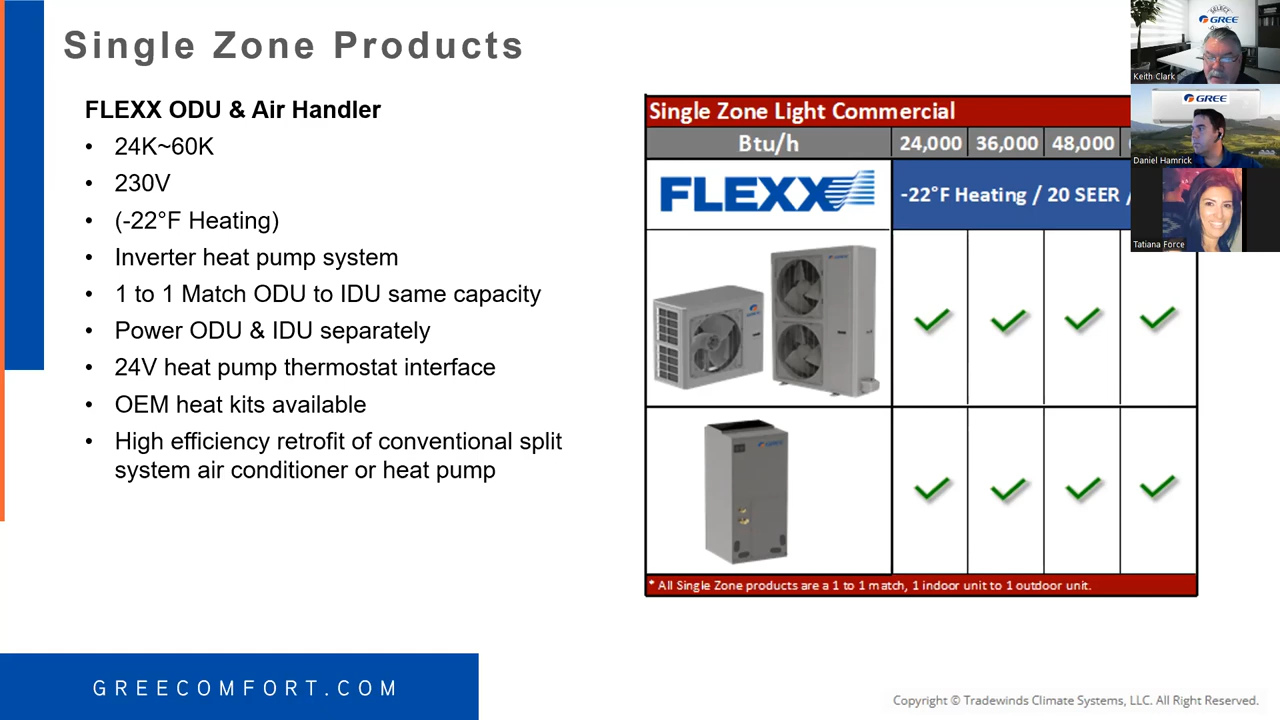 Single Zone Products
FLEXX ODU & Air Handler
• 24K~60K
• 230V
• (-22°F Heating)
• Inverter heat pump system
• 1 to 1 Match ODU to IDU same capacity
• Power ODU & IDU separately
• 24V heat pump thermostat interface
• OEM heat kits available
• High efficiency retrofit of conventional split
system air conditioner or heat pump
Single Zone Light Commercial
Btu/h 24,000 36,000 48,000
FLEXX
-22°F Heating / 20 SEER /
* All Single Zone products are a 1 to 1 match, 1 indoor unit to 1 outdoor unit.
SELECT
GREE
Keith Clark
GREE
Daniel Hamrick
Tatiana Force
GREECOMFORT.COM
Copyright © Tradewinds Climate Systems, LLC. All Right Reserved.